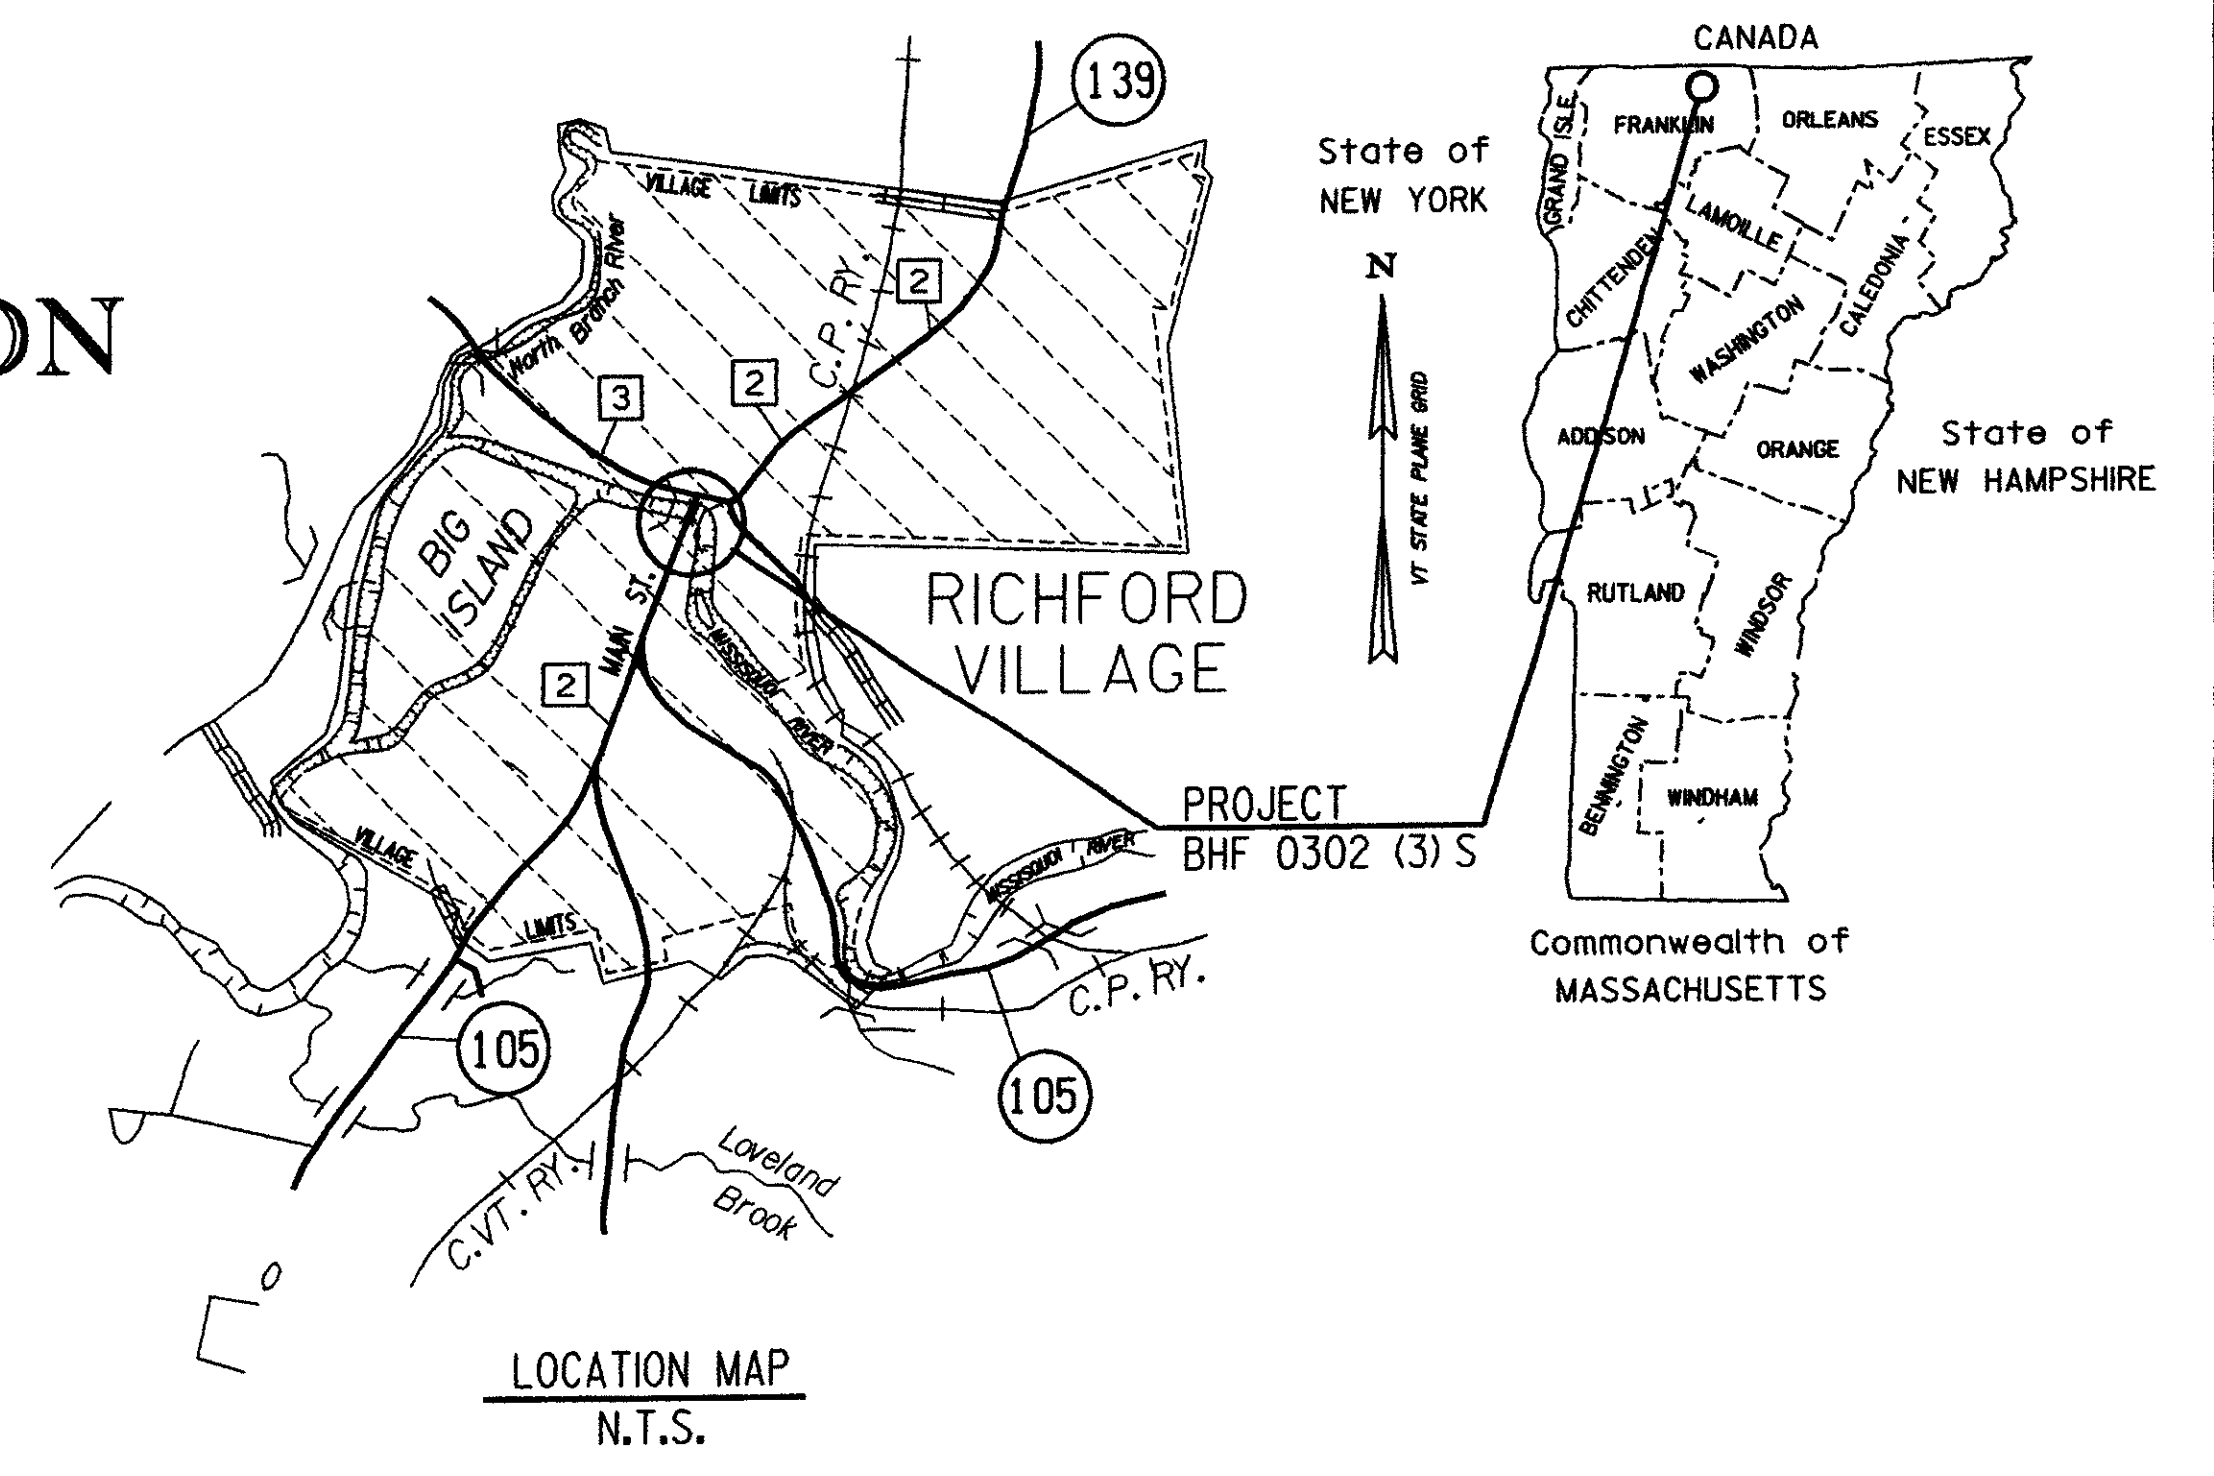 ON
139
VILLAGE LIMITS
North Branch River
C.P. RY.
2
2
3
BIG
ISLAND
MAIN ST.
2
MISSISQUOI RIVER
RICHFORD
VILLAGE
PROJECT
BHF 0302 (3) S
MISSISQUOI RIVER
VILLAGE LIMITS
105
105
C.P. RY.
C.VT. RY.
Loveland
Brook
LOCATION MAP
N.T.S.
N
VT STATE PLANE GRID
CANADA
State of
NEW YORK
GRAND ISLE
FRANKLIN
ORLEANS
ESSEX
LAMOILLE
CHITTENDEN
CALEDONIA
WASHINGTON
ADDISON
ORANGE
State of
NEW HAMPSHIRE
RUTLAND
WINDSOR
BENNINGTON
WINDHAM
Commonwealth of
MASSACHUSETTS